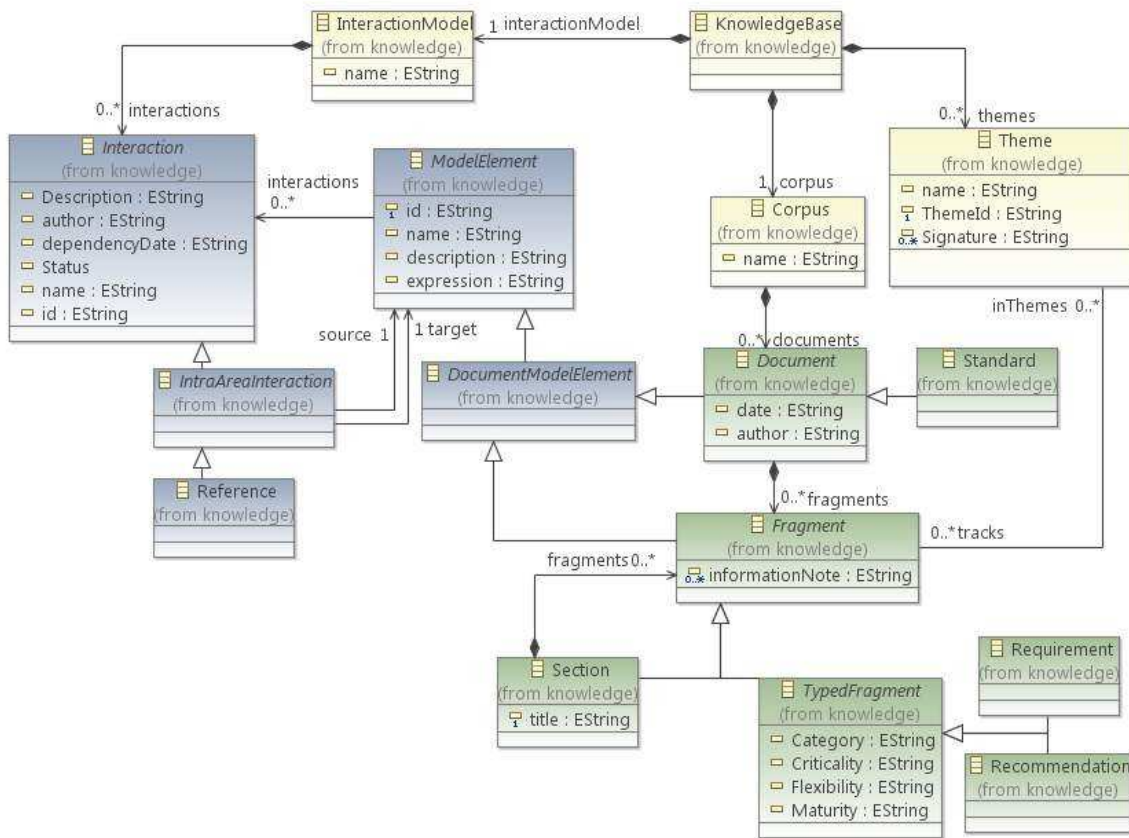 InteractionModel
(from knowledge)
name : EString
1 interactionModel
KnowledgeBase
(from knowledge)
0..* interactions
0..* themes
Interaction
(from knowledge)
Description : EString
author : EString
dependencyDate : EString
Status
name : EString
id : EString
interactions
0..*
ModelElement
(from knowledge)
1 id : EString
name : EString
description : EString
expression : EString
1 corpus
Corpus
(from knowledge)
name : EString
Theme
(from knowledge)
name : EString
1 ThemeId : EString
0..* Signature : EString
source 1
1 target
inThemes 0..*
0..* documents
IntraAreaInteraction
(from knowledge)
DocumentModelElement
(from knowledge)
Document
(from knowledge)
date : EString
author : EString
Standard
(from knowledge)
Reference
(from knowledge)
0..* fragments
Fragment
(from knowledge)
0..* informationNote : EString
0..* tracks
fragments 0..*
Section
(from knowledge)
1 title : EString
TypedFragment
(from knowledge)
Category : EString
Criticality : EString
Flexibility : EString
Maturity : EString
Requirement
(from knowledge)
Recommendation
(from knowledge)